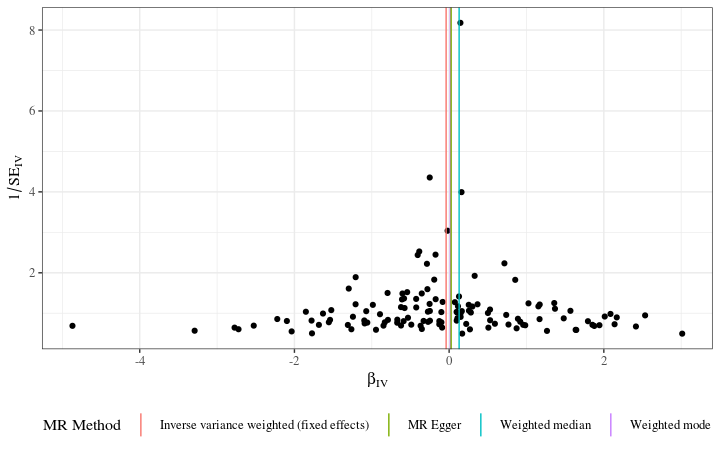 8
6
4
2
1/SE_IV
-4 -2 0 2
β_IV
MR Method Inverse variance weighted (fixed effects) MR Egger Weighted median Weighted mode